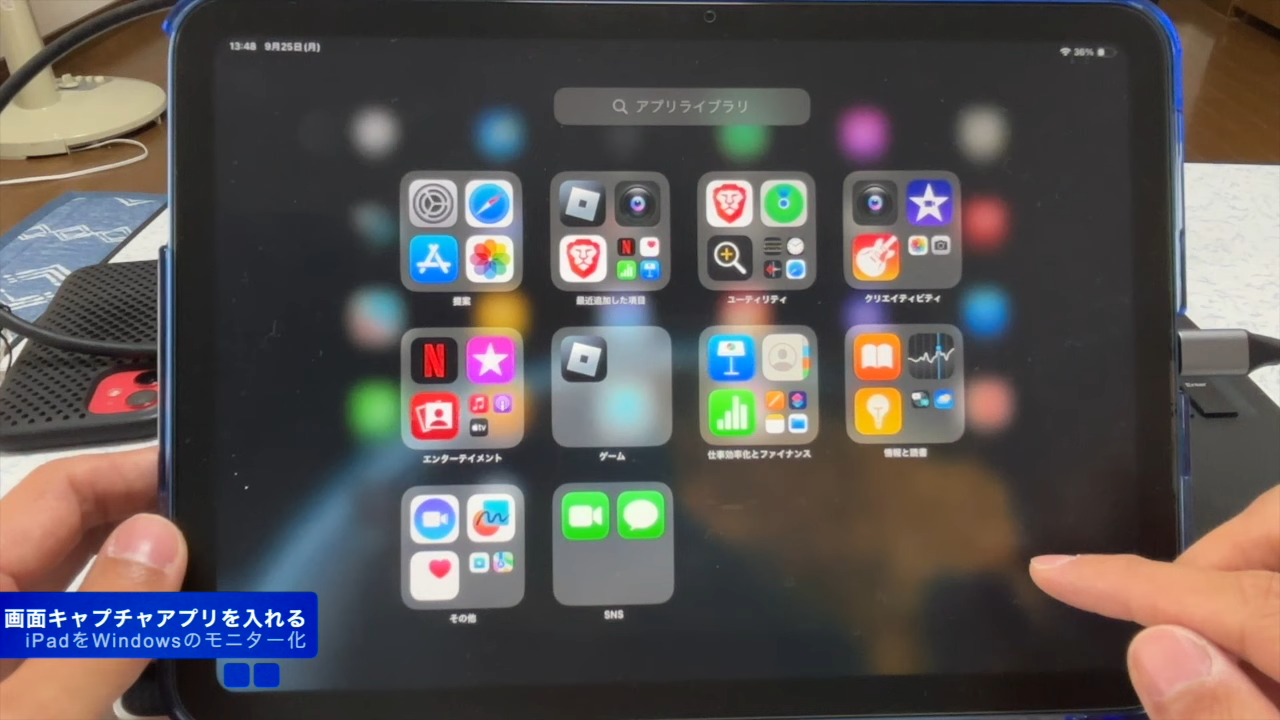 13:48 9月25日(月)
36%
アプリライブラリ
提案
最近追加した項目
ユーティリティ
クリエイティビティ
エンターテイメント
ゲーム
仕事効率化とファイナンス
情報と読書
その他
SNS
画面キャプチャアプリを入れる
iPadをWindowsのモニター化